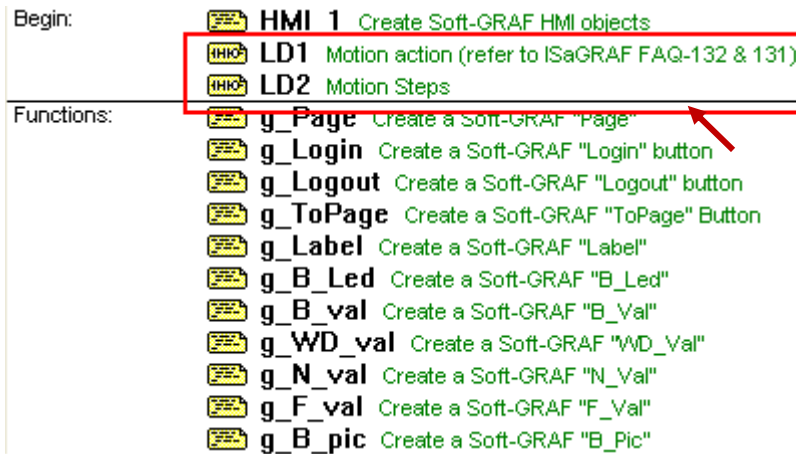 Begin: HMI_1 Create Soft-GRAF HMI objects
LD1 Motion action (refer to ISaGRAF FAQ-132 & 131)
LD2 Motion Steps
Functions: g_Page Create a Soft-GRAF "Page"
g_Login Create a Soft-GRAF "Login" button
g_Logout Create a Soft-GRAF "Logout" button
g_ToPage Create a Soft-GRAF "ToPage" Button
g_Label Create a Soft-GRAF "Label"
g_B_Led Create a Soft-GRAF "B_Led"
g_B_val Create a Soft-GRAF "B_Val"
g_WD_val Create a Soft-GRAF "WD_Val"
g_N_val Create a Soft-GRAF "N_Val"
g_F_val Create a Soft-GRAF "F_Val"
g_B_pic Create a Soft-GRAF "B_Pic"